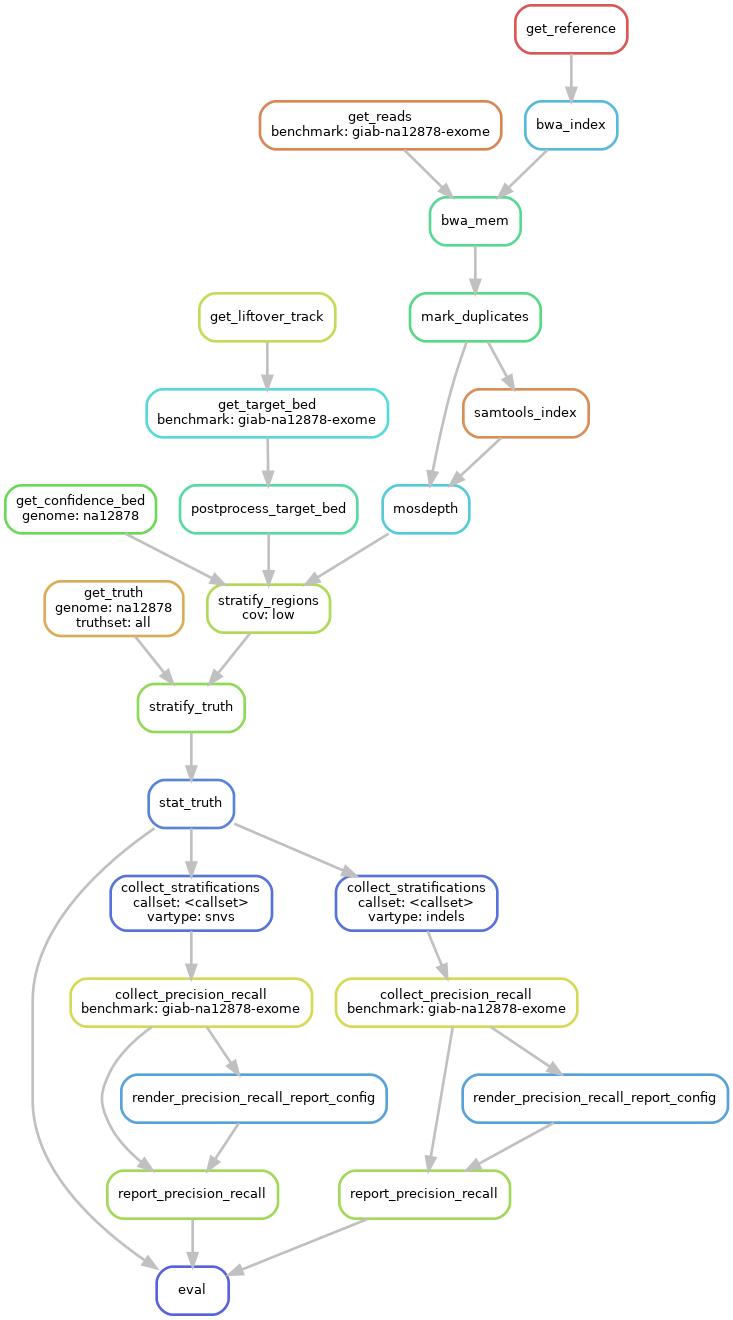 get_reference
get_reads
benchmark: giab-na12878-exome
bwa_index
bwa_mem
get_liftover_track
mark_duplicates
get_target_bed
benchmark: giab-na12878-exome
samtools_index
get_confidence_bed
genome: na12878
postprocess_target_bed
mosdepth
get_truth
genome: na12878
truthset: all
stratify_regions
cov: low
stratify_truth
stat_truth
collect_stratifications
callset: <callset>
vartype: snvs
collect_stratifications
callset: <callset>
vartype: indels
collect_precision_recall
benchmark: giab-na12878-exome
collect_precision_recall
benchmark: giab-na12878-exome
render_precision_recall_report_config
render_precision_recall_report_config
report_precision_recall
report_precision_recall
eval